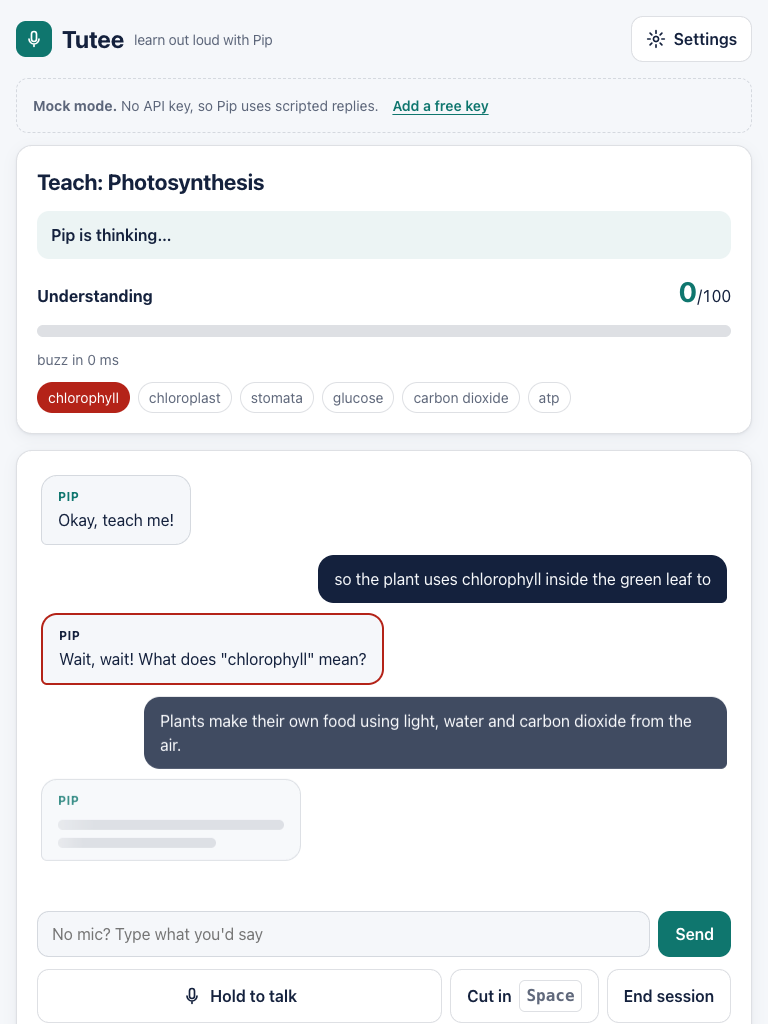 Tutee learn out loud with Pip
Settings
Mock mode. No API key, so Pip uses scripted replies. Add a free key
Teach: Photosynthesis
Pip is thinking...
Understanding 0/100
buzz in 0 ms
chlorophyll chloroplast stomata glucose carbon dioxide atp
PIP
Okay, teach me!
so the plant uses chlorophyll inside the green leaf to
PIP
Wait, wait! What does "chlorophyll" mean?
Plants make their own food using light, water and carbon dioxide from the
air.
PIP
No mic? Type what you'd say
Send
Hold to talk
Cut in Space
End session